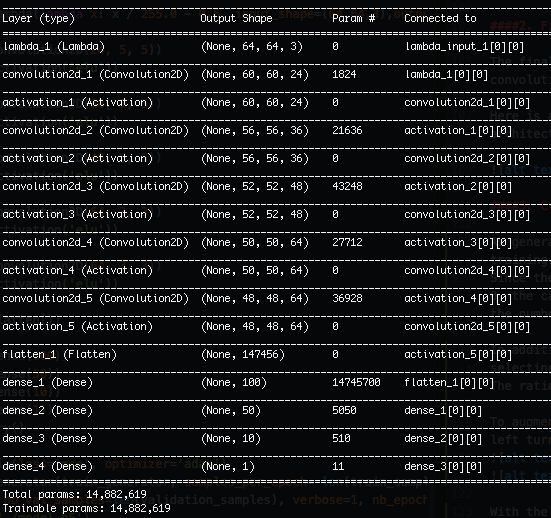 Layer (type) Output Shape Param # Connected to
lambda_1 (Lambda) (None, 64, 64, 3) 0 lambda_input_1[0][0]
convolution2d_1 (Convolution2D) (None, 60, 60, 24) 1824 lambda_1[0][0]
activation_1 (Activation) (None, 60, 60, 24) 0 convolution2d_1[0][0]
convolution2d_2 (Convolution2D) (None, 56, 56, 36) 21636 activation_1[0][0]
activation_2 (Activation) (None, 56, 56, 36) 0 convolution2d_2[0][0]
convolution2d_3 (Convolution2D) (None, 52, 52, 48) 43248 activation_2[0][0]
activation_3 (Activation) (None, 52, 52, 48) 0 convolution2d_3[0][0]
convolution2d_4 (Convolution2D) (None, 50, 50, 64) 27712 activation_3[0][0]
activation_4 (Activation) (None, 50, 50, 64) 0 convolution2d_4[0][0]
convolution2d_5 (Convolution2D) (None, 48, 48, 64) 36928 activation_4[0][0]
activation_5 (Activation) (None, 48, 48, 64) 0 convolution2d_5[0][0]
flatten_1 (Flatten) (None, 147456) 0 activation_5[0][0]
dense_1 (Dense) (None, 100) 14745700 flatten_1[0][0]
dense_2 (Dense) (None, 50) 5050 dense_1[0][0]
dense_3 (Dense) (None, 10) 510 dense_2[0][0]
dense_4 (Dense) (None, 1) 11 dense_3[0][0]
Total params: 14,882,619
Trainable params: 14,882,619